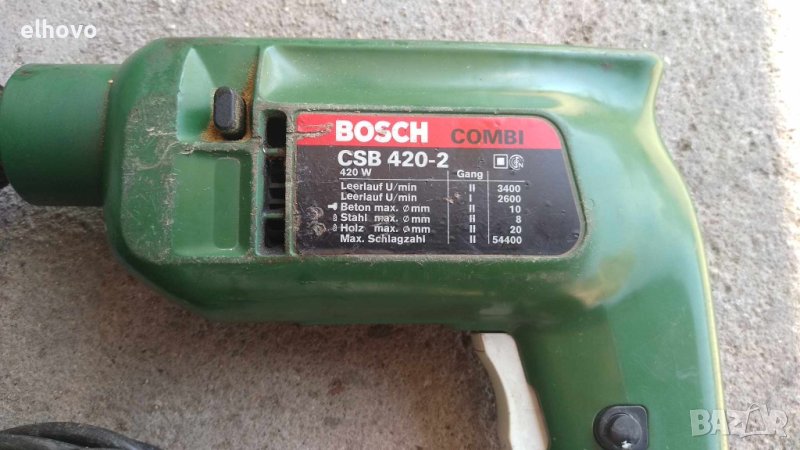 elhovo
BOSCH COMBI
CSB 420-2
420 W Gang
Leerlauf U/min II 3400
Leerlauf U/min I 2600
Beton max. ø mm II 10
Stahl max. ø mm II 8
Holz max. ø mm II 20
Max. Schlagzahl II 54400
BAZAR